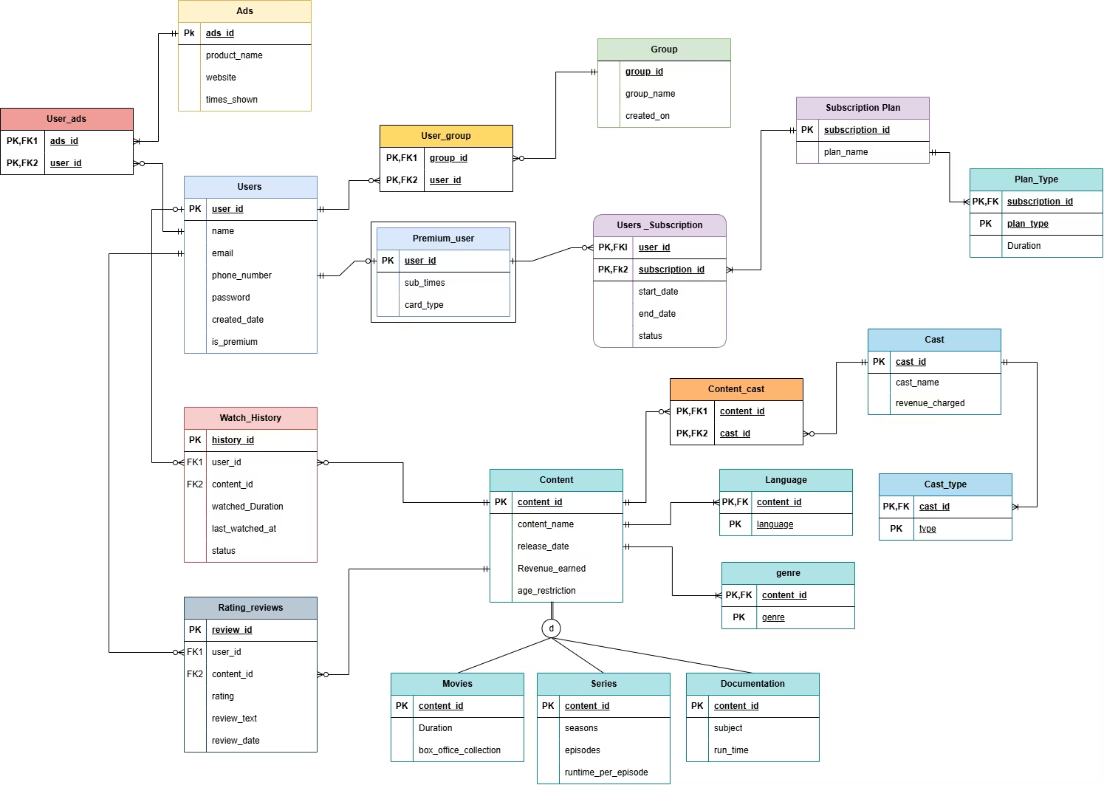 Ads
Pk ads_id
product_name
website
times_shown
Group
group_id
group_name
created_on
User_ads
PK,FK1 ads_id
PK,FK2 user_id
User_group
PK,FK1 group_id
PK,FK2 user_id
Subscription Plan
PK subscription_id
plan_name
Plan_Type
PK,FK subscription_id
PK plan_type
Duration
Users
PK user_id
name
email
phone_number
password
created_date
is_premium
Premium_user
PK user_id
sub_times
card_type
Users _Subscription
PK,FKI user_id
PK,Fk2 subscription_id
start_date
end_date
status
Cast
PK cast_id
cast_name
revenue_charged
Content_cast
PK,FK1 content_id
PK,FK2 cast_id
Watch_History
PK history_id
FK1 user_id
FK2 content_id
watched_Duration
last_watched_at
status
Content
PK content_id
content_name
release_date
Revenue_earned
age_restriction
Language
PK,FK content_id
PK language
Cast_type
PK,FK cast_id
PK type
genre
PK,FK content_id
PK genre
Rating_reviews
PK review_id
FK1 user_id
FK2 content_id
rating
review_text
review_date
d
Movies
PK content_id
Duration
box_office_collection
Series
PK content_id
seasons
episodes
runtime_per_episode
Documentation
PK content_id
subject
run_time